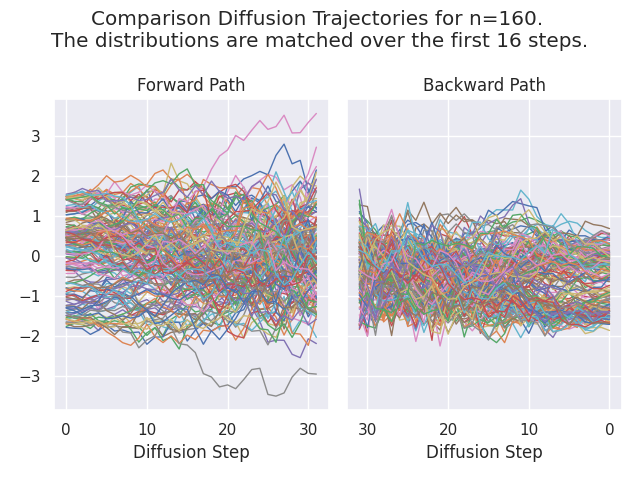 Comparison Diffusion Trajectories for n=160.
The distributions are matched over the first 16 steps.
Forward Path
Backward Path
3
2
1
0
−1
−2
−3
0
10
20
30
30
20
10
0
Diffusion Step
Diffusion Step